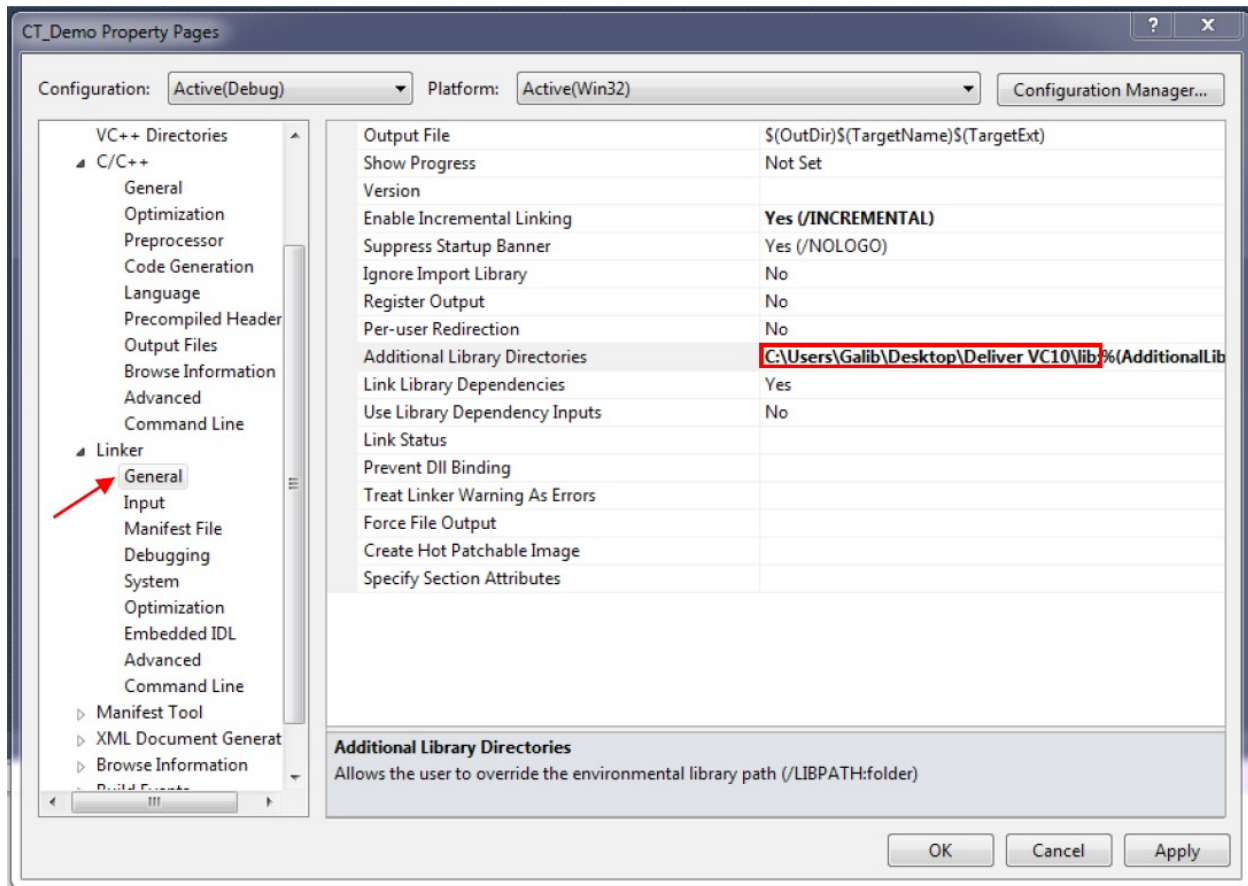 CT_Demo Property Pages
? X
Configuration: Active(Debug) Platform: Active(Win32) Configuration Manager...
VC++ Directories
C/C++
General
Optimization
Preprocessor
Code Generation
Language
Precompiled Header
Output Files
Browse Information
Advanced
Command Line
Linker
General
Input
Manifest File
Debugging
System
Optimization
Embedded IDL
Advanced
Command Line
Manifest Tool
XML Document Generat
Browse Information
Build Events
Output File $(OutDir)$(TargetName)$(TargetExt)
Show Progress Not Set
Version
Enable Incremental Linking Yes (/INCREMENTAL)
Suppress Startup Banner Yes (/NOLOGO)
Ignore Import Library No
Register Output No
Per-user Redirection No
Additional Library Directories C:\Users\Galib\Desktop\Deliver VC10\lib;%(AdditionalLib
Link Library Dependencies Yes
Use Library Dependency Inputs No
Link Status
Prevent Dll Binding
Treat Linker Warning As Errors
Force File Output
Create Hot Patchable Image
Specify Section Attributes
Additional Library Directories
Allows the user to override the environmental library path (/LIBPATH:folder)
OK Cancel Apply